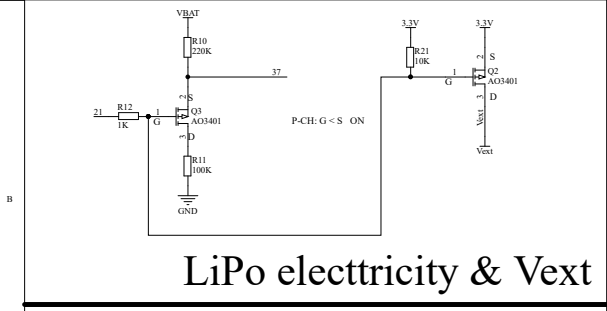 VBAT
3.3V
3.3V
R10
220K
R21
10K
37
2
S
1
G
Q2
AO3401
3
D
21
R12
1K
1
G
2
S
Q3
AO3401
3
D
P-CH: G < S   ON
Vext
Vext
R11
100K
GND
B
LiPo electtricity & Vext